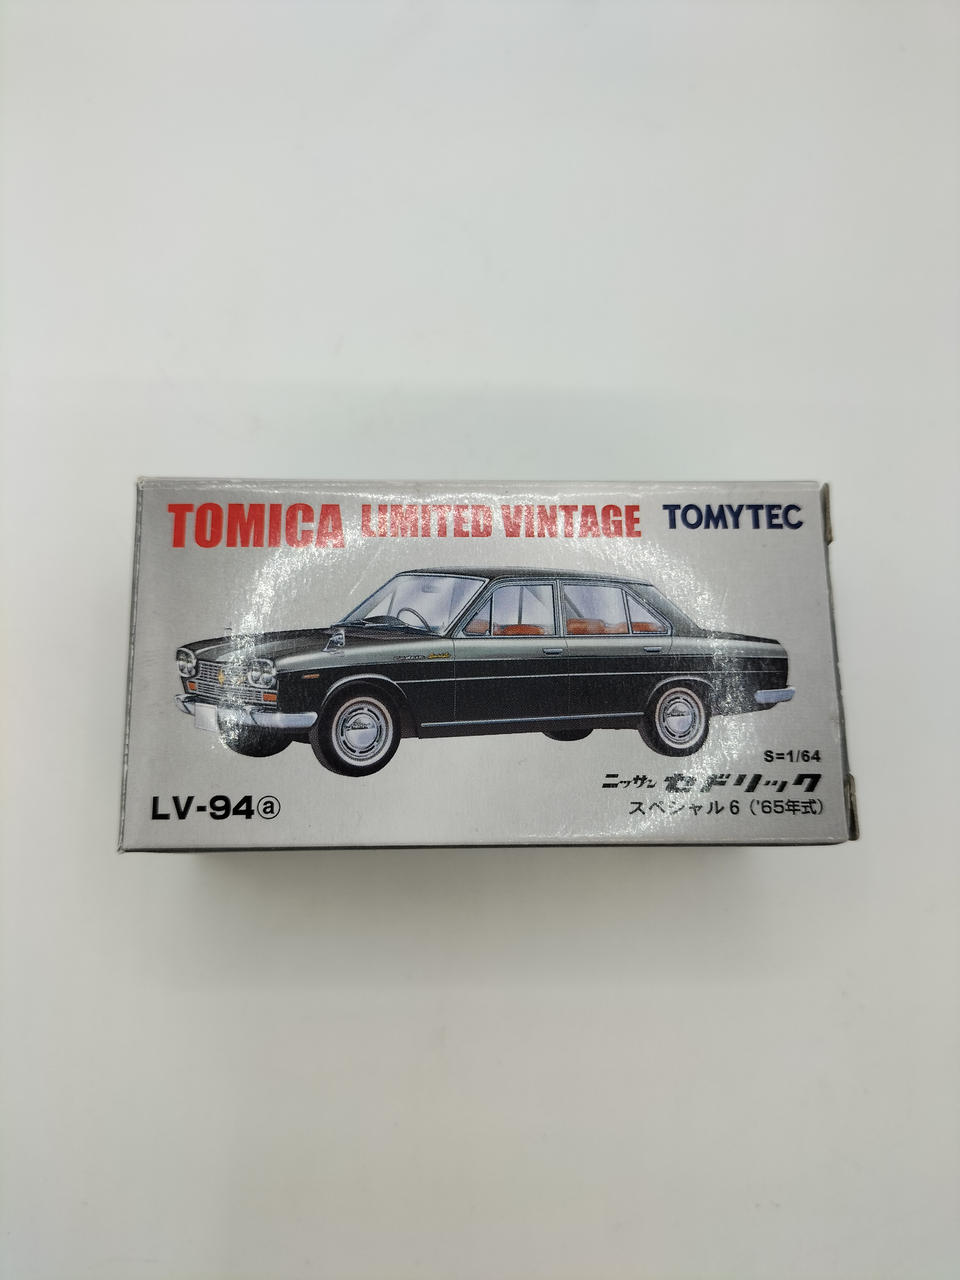 TOMICA LIMITED VINTAGE TOMYTEC
S=1/64
ニッサン セドリック
LV-94ⓐ スペシャル6 ('65年式)